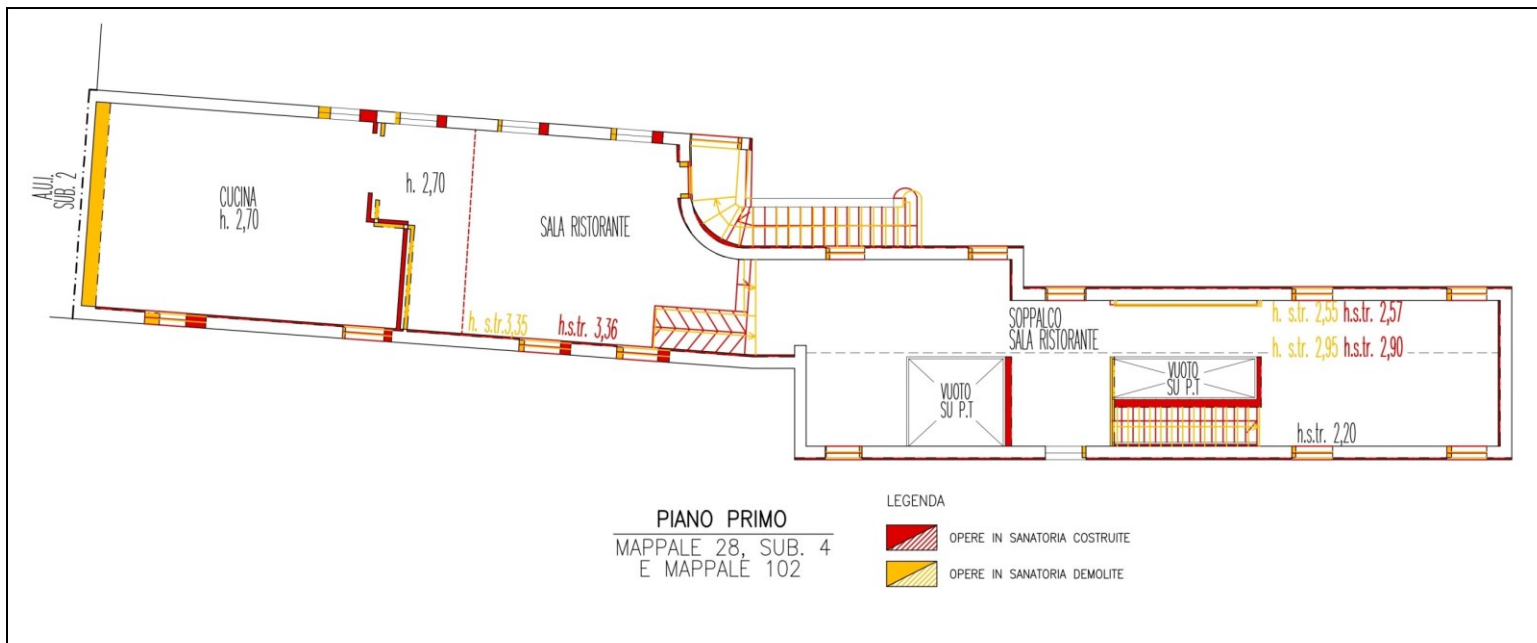 A.U.I.
SUB. 2
CUCINA
h. 2,70
h. 2,70
SALA RISTORANTE
h. s.tr.3,35 h.s.tr. 3,36
SOPPALCO
SALA RISTORANTE
h. s.tr. 2,55 h.s.tr. 2,57
h. s.tr. 2,95 h.s.tr. 2,90
VUOTO
SU P.T
VUOTO
SU P.T
h.s.tr. 2,20
PIANO PRIMO
MAPPALE 28, SUB. 4
E MAPPALE 102
LEGENDA
OPERE IN SANATORIA COSTRUITE
OPERE IN SANATORIA DEMOLITE